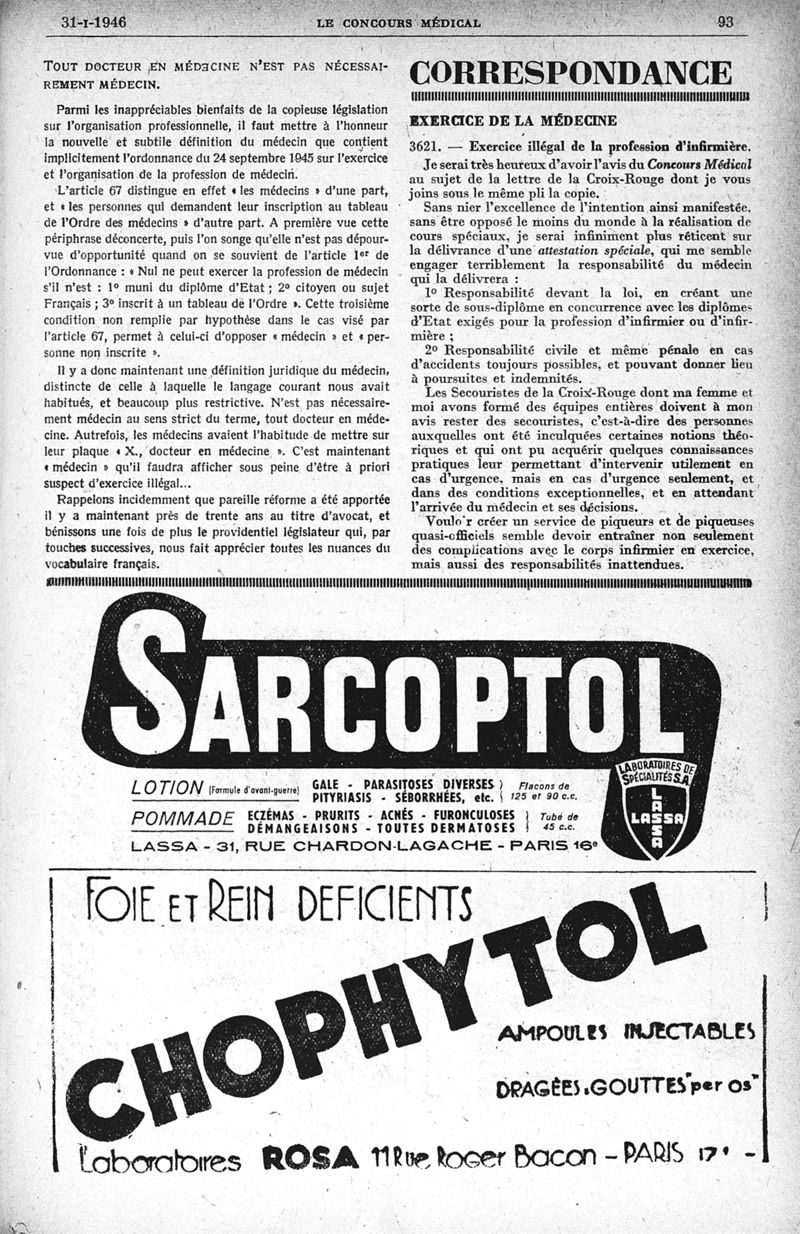 31-I-1946 LE CONCOURS MÉDICAL 93
TOUT DOCTEUR EN MÉDECINE N'EST PAS NÉCESSAI-
REMENT MÉDECIN.
Parmi les inappréciables bienfaits de la copieuse législation
sur l'organisation professionnelle, il faut mettre à l'honneur
la nouvelle et subtile définition du médecin que contient
implicitement l'ordonnance du 24 septembre 1945 sur l'exercice
et l'organisation de la profession de médecin.
L'article 67 distingue en effet « les médecins » d'une part,
et « les personnes qui demandent leur inscription au tableau
de l'Ordre des médecins » d'autre part. A première vue cette
périphrase déconcerte, puis l'on songe qu'elle n'est pas dépour-
vue d'opportunité quand on se souvient de l'article 1er de
l'Ordonnance : « Nul ne peut exercer la profession de médecin
s'il n'est : 1º muni du diplôme d'Etat ; 2º citoyen ou sujet
Français ; 3º inscrit à un tableau de l'Ordre ». Cette troisième
condition non remplie par hypothèse dans le cas visé par
l'article 67, permet à celui-ci d'opposer « médecin » et « per-
sonne non inscrite ».
Il y a donc maintenant une définition juridique du médecin,
distincte de celle à laquelle le langage courant nous avait
habitués, et beaucoup plus restrictive. N'est pas nécessaire-
ment médecin au sens strict du terme, tout docteur en méde-
cine. Autrefois, les médecins avaient l'habitude de mettre sur
leur plaque « X., docteur en médecine ». C'est maintenant
« médecin » qu'il faudra afficher sous peine d'être à priori
suspect d'exercice illégal...
Rappelons incidemment que pareille réforme a été apportée
il y a maintenant près de trente ans au titre d'avocat, et
bénissons une fois de plus le providentiel législateur qui, par
touches successives, nous fait apprécier toutes les nuances du
vocabulaire français.
CORRESPONDANCE
EXERCICE DE LA MÉDECINE
3621. — Exercice illégal de la profession d'infirmière.
Je serai très heureux d'avoir l'avis du Concours Médical
au sujet de la lettre de la Croix-Rouge dont je vous
joins sous le même pli la copie.
Sans nier l'excellence de l'intention ainsi manifestée,
sans être opposé le moins du monde à la réalisation de
cours spéciaux, je serai infiniment plus réticent sur
la délivrance d'une attestation spéciale, qui me semble
engager terriblement la responsabilité du médecin
qui la délivrera :
1º Responsabilité devant la loi, en créant une
sorte de sous-diplôme en concurrence avec les diplômes
d'Etat exigés pour la profession d'infirmier ou d'infir-
mière ;
2º Responsabilité civile et même pénale en cas
d'accidents toujours possibles, et pouvant donner lieu
à poursuites et indemnités.
Les Secouristes de la Croix-Rouge dont ma femme et
moi avons formé des équipes entières doivent à mon
avis rester des secouristes, c'est-à-dire des personnes
auxquelles ont été inculquées certaines notions théo-
riques et qui ont pu acquérir quelques connaissances
pratiques leur permettant d'intervenir utilement en
cas d'urgence, mais en cas d'urgence seulement, et
dans des conditions exceptionnelles, et en attendant
l'arrivée du médecin et ses décisions.
Voulo'r créer un service de piqueurs et de piqueuses
quasi-officiels semble devoir entraîner non seulement
des complications avec le corps infirmier en exercice,
mais aussi des responsabilités inattendues.
SARCOPTOL
LABORATOIRES DE
SPÉCIALITÉS S.A.
LASSA
LASSA
LOTION (Formule d'avant-guerre) GALE - PARASITOSES DIVERSES ) Flacons de
PITYRIASIS - SÉBORRHÉES, etc. ( 125 et 90 c.c.
POMMADE ECZÉMAS - PRURITS - ACNÉS - FURONCULOSES ) Tube de
DÉMANGEAISONS - TOUTES DERMATOSES ( 45 c.c.
LASSA - 31, RUE CHARDON-LAGACHE - PARIS 16e
FOIE ET REIN DEFICIENTS
CHOPHYTOL
AMPOULES INJECTABLES
DRAGÉES.GOUTTES "per os"
Laboratoires ROSA 11 Rue Roger Bacon - PARIS 17e -